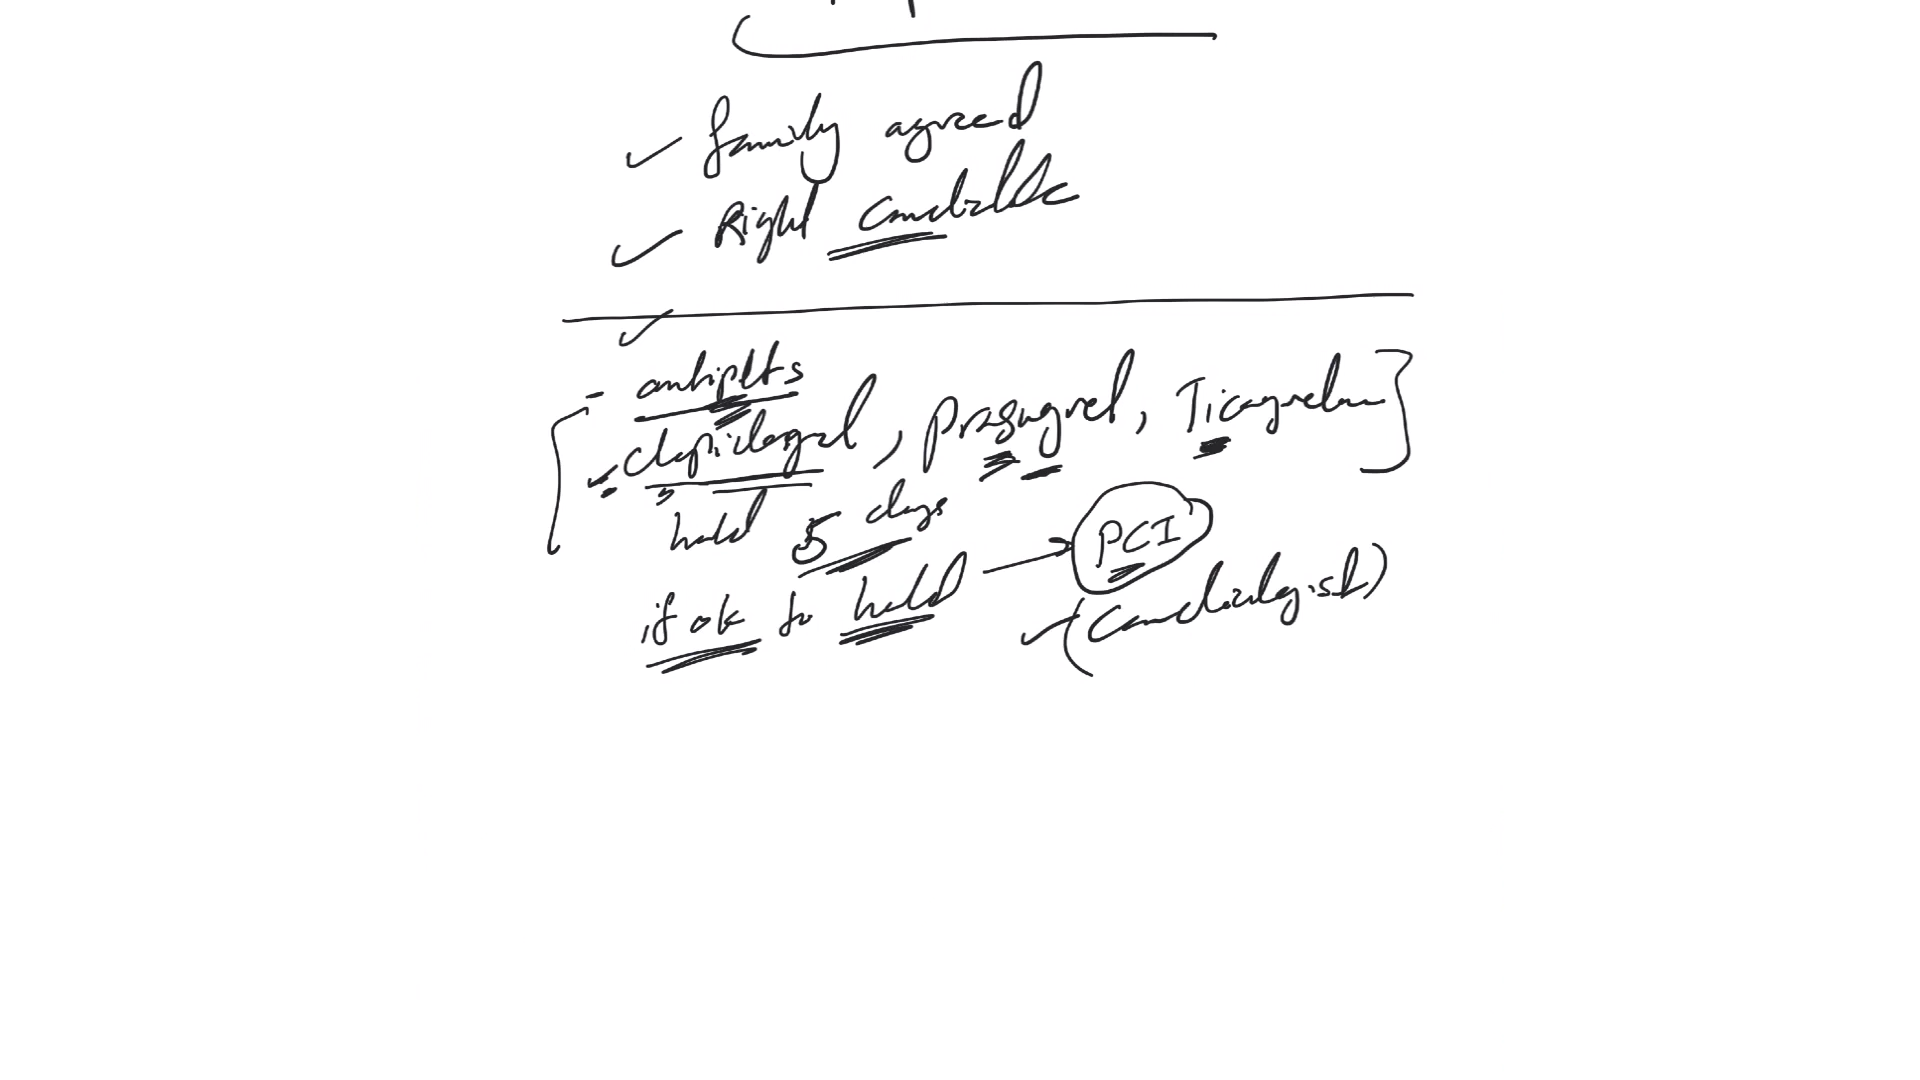 ✓ family agreed
✓ Right Candidate
✓
- antiplts
✓ clopidogrel, prasugrel, Ticagrelor]
hold 5 days
if ok to hold → PCI
✓ (Cardiologist)